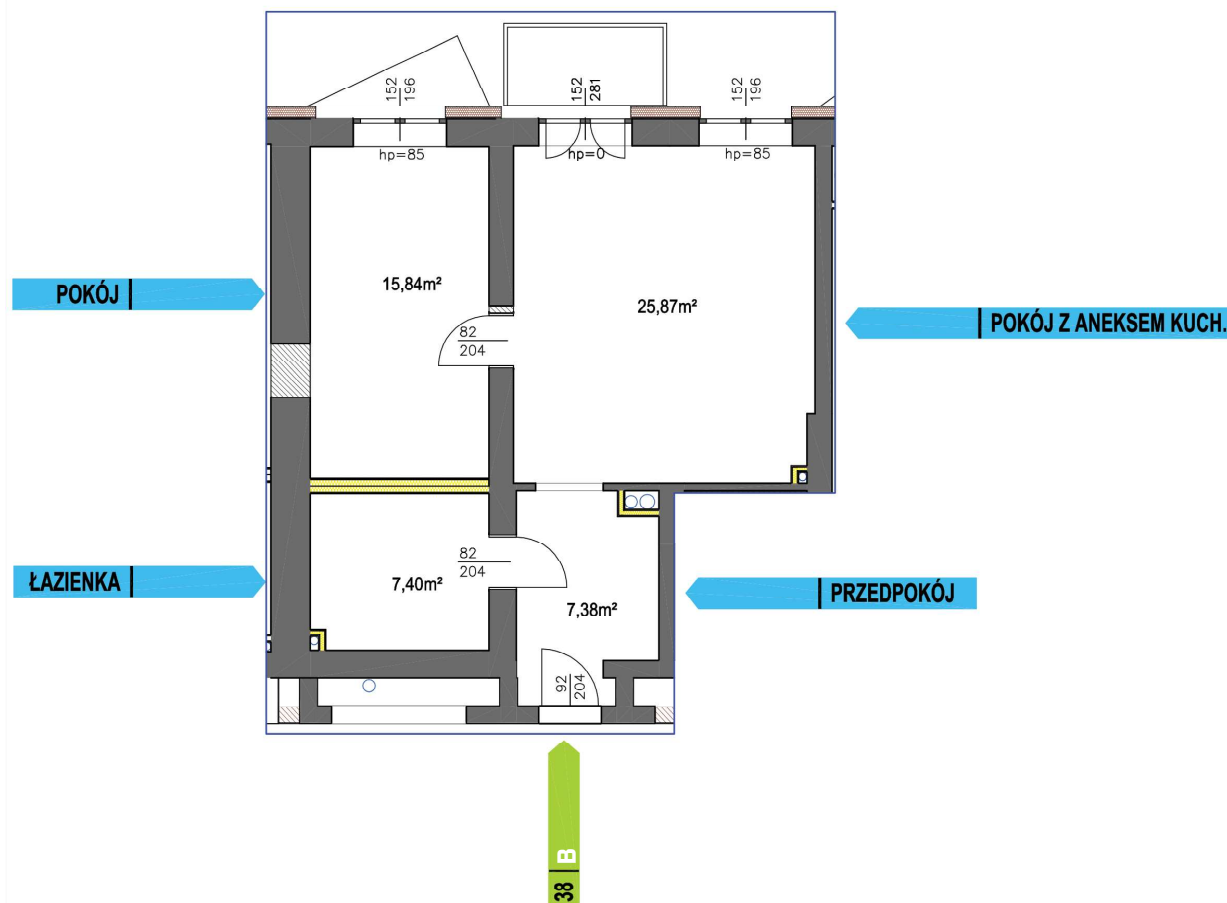 152
196
152
281
152
196
hp=85
hp=0
hp=85
POKÓJ
15,84m²
25,87m²
POKÓJ Z ANEKSEM KUCH.
82
204
82
204
ŁAZIENKA
7,40m²
7,38m²
PRZEDPOKÓJ
92
204
38 B